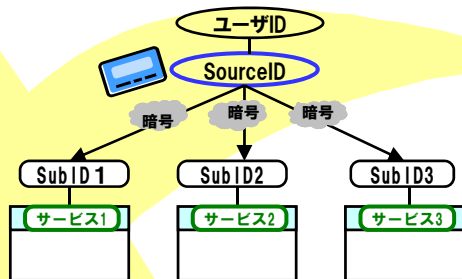 ユーザID
SourceID
暗号
暗号
暗号
SubID1
SubID2
SubID3
サービス1
サービス2
サービス3